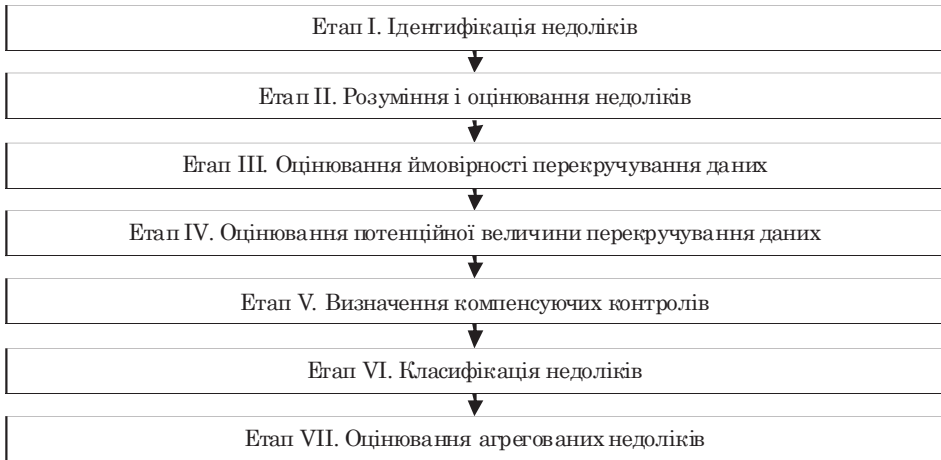 Етап I. Ідентифікація недоліків
Етап II. Розуміння і оцінювання недоліків
Етап III. Оцінювання ймовірності перекручування даних
Етап IV. Оцінювання потенційної величини перекручування даних
Етап V. Визначення компенсуючих контролів
Етап VI. Класифікація недоліків
Етап VII. Оцінювання агрегованих недоліків